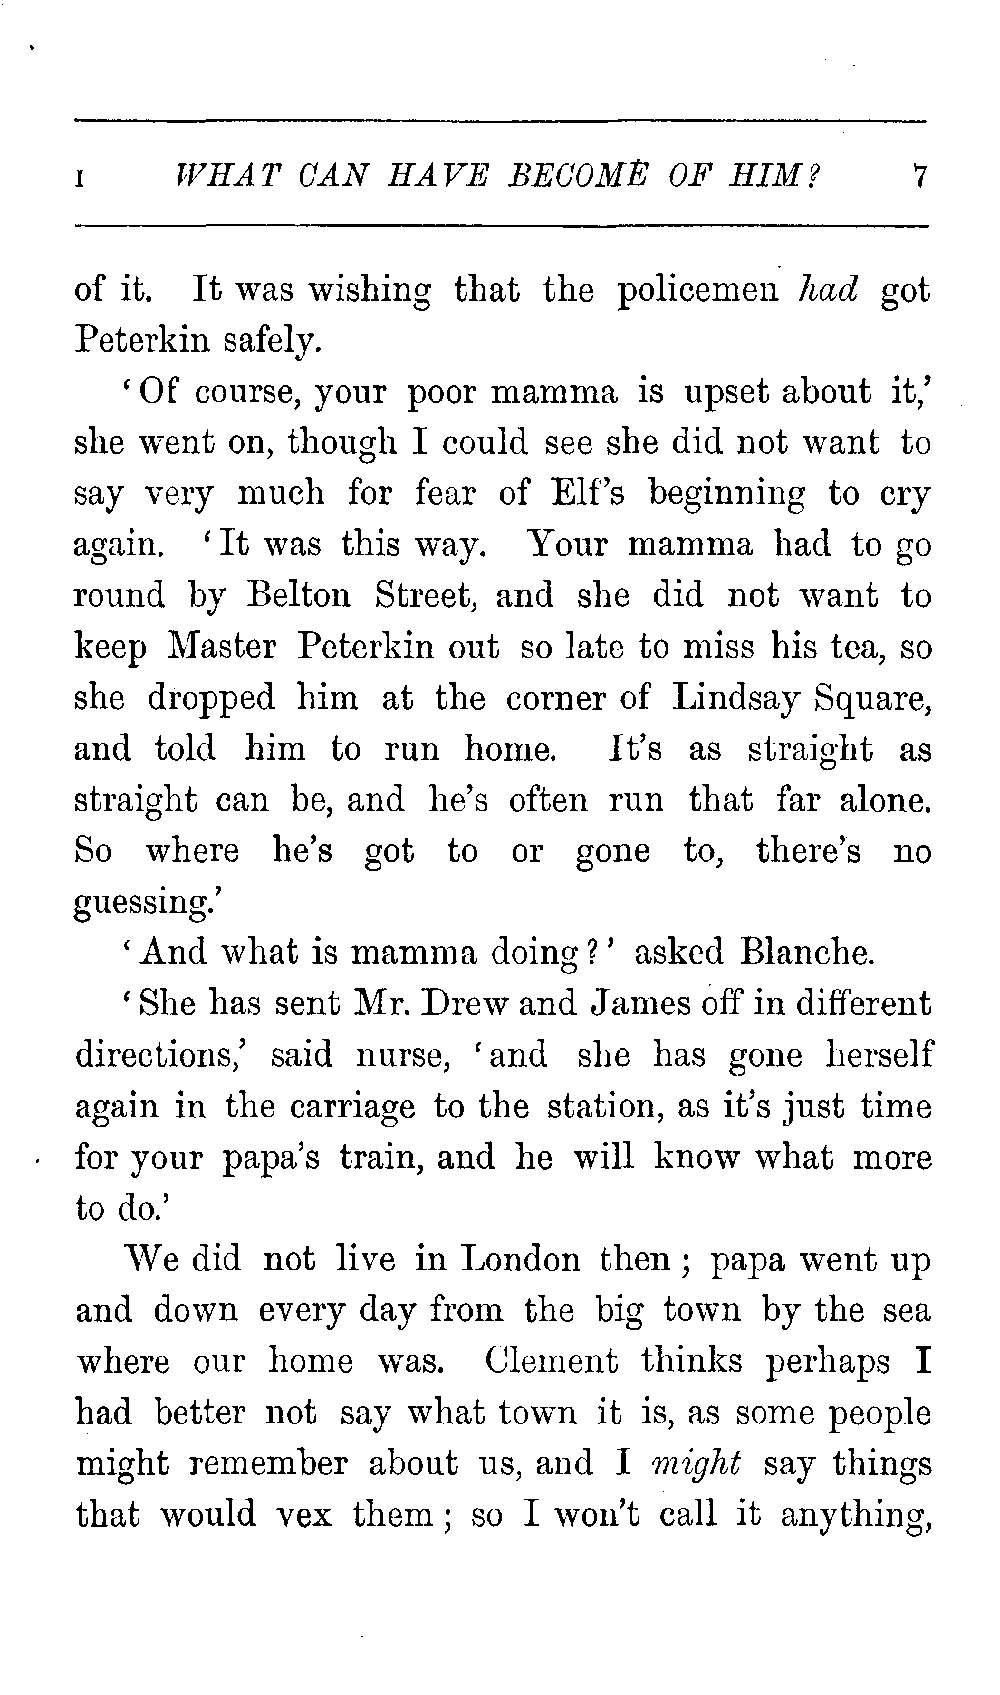 I WHAT CAN HAVE BECOME OF HIM? 7
of it. It was wishing that the policemen had got
Peterkin safely.
‘Of course, your poor mamma is upset about it,’
she went on, though I could see she did not want to
say very much for fear of Elf’s beginning to cry
again. ‘It was this way. Your mamma had to go
round by Belton Street, and she did not want to
keep Master Peterkin out so late to miss his tea, so
she dropped him at the corner of Lindsay Square,
and told him to run home. It’s as straight as
straight can be, and he’s often run that far alone.
So where he’s got to or gone to, there’s no
guessing.’
‘And what is mamma doing?’ asked Blanche.
‘She has sent Mr. Drew and James off in different
directions,’ said nurse, ‘and she has gone herself
again in the carriage to the station, as it’s just time
for your papa’s train, and he will know what more
to do.’
We did not live in London then; papa went up
and down every day from the big town by the sea
where our home was. Clement thinks perhaps I
had better not say what town it is, as some people
might remember about us, and I might say things
that would vex them; so I won’t call it anything,